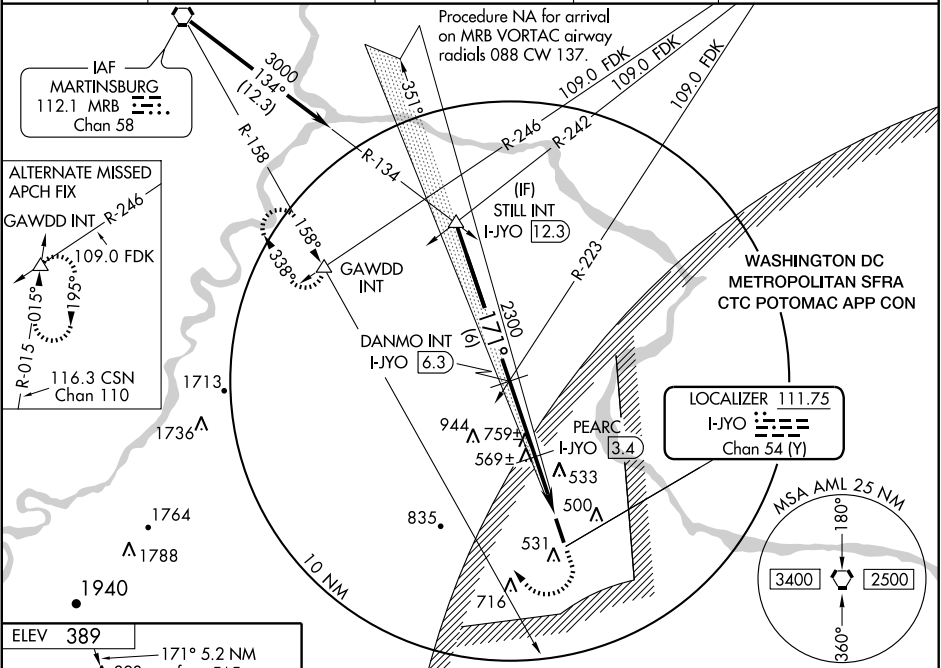 Procedure NA for arrival
on MRB VORTAC airway
radials 088 CW 137.
IAF
MARTINSBURG
112.1 MRB
Chan 58
3000
134°
(12.3)
R-158
R-134
351°
R-246
109.0 FDK
R-242
109.0 FDK
R-223
109.0 FDK
ALTERNATE MISSED
APCH FIX
GAWDD INT
R-246
109.0 FDK
015°
195°
R-015
116.3 CSN
Chan 110
(IF)
STILL INT
I-JYO 12.3
158°
338°
GAWDD
INT
WASHINGTON DC
METROPOLITAN SFRA
CTC POTOMAC APP CON
2300
171°
(6)
DANMO INT
I-JYO 6.3
LOCALIZER 111.75
I-JYO
Chan 54 (Y)
1713
1736
944
759±
569±
PEARC
I-JYO 3.4
533
500
835
531
716
1764
1788
1940
10 NM
MSA AML 25 NM
180°
3400
2500
360°
ELEV 389
171° 5.2 NM